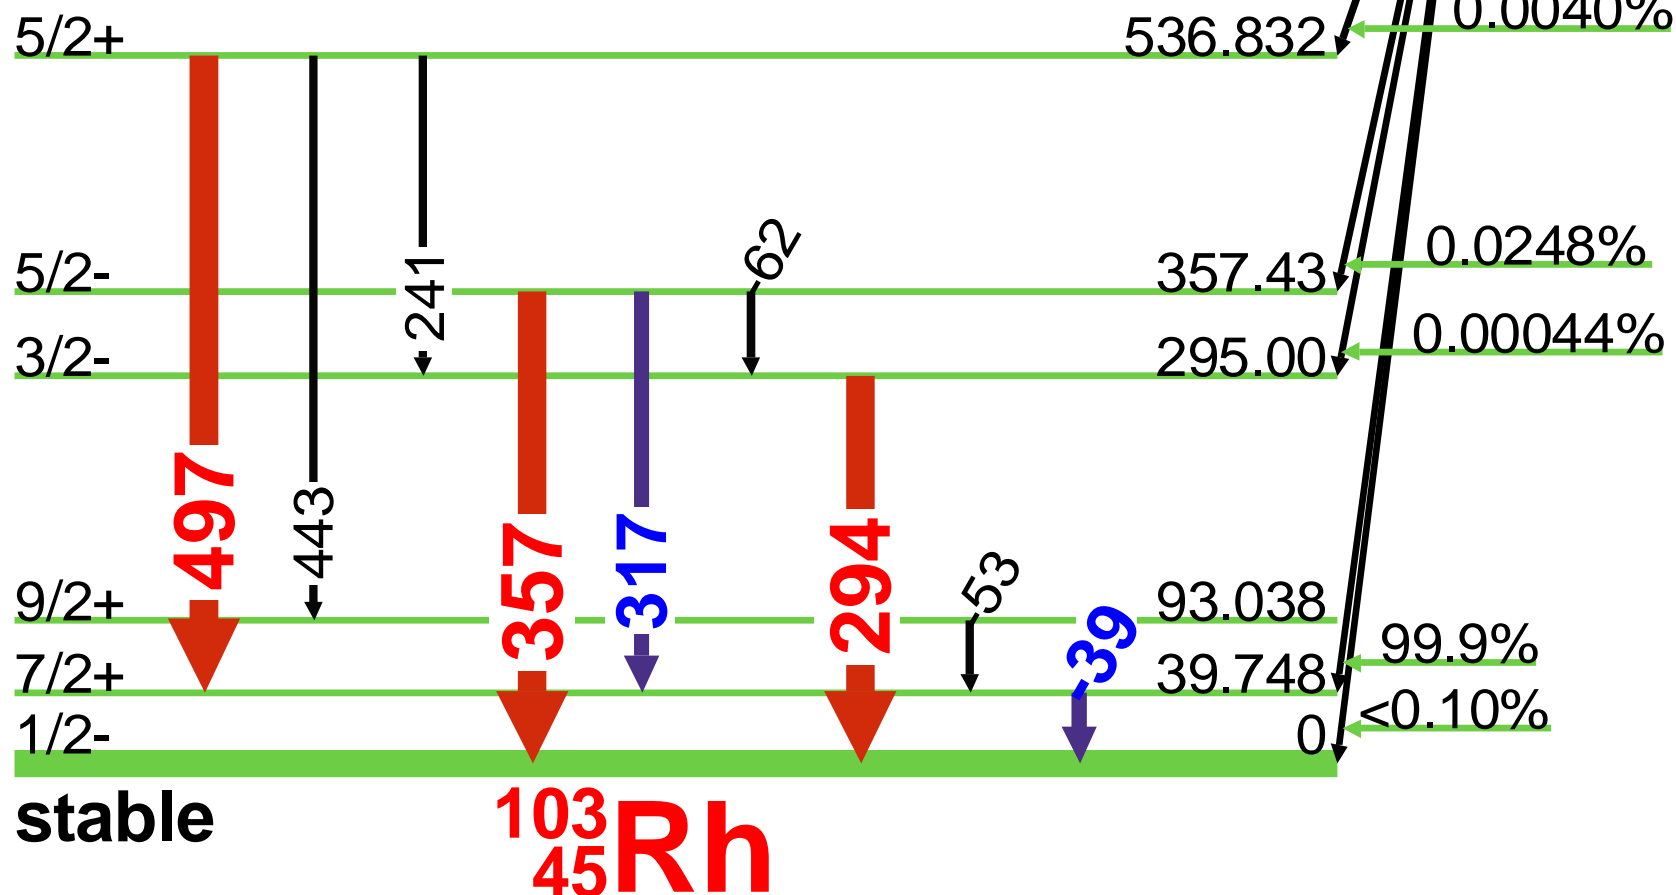 5/2+ 536.832 0.0040%
5/2- 357.43 0.0248%
3/2- 295.00 0.00044%
241
62
497
443
357
317
294
53
39
9/2+ 93.038
7/2+ 39.748 99.9%
1/2- 0 <0.10%
stable
103
45 Rh